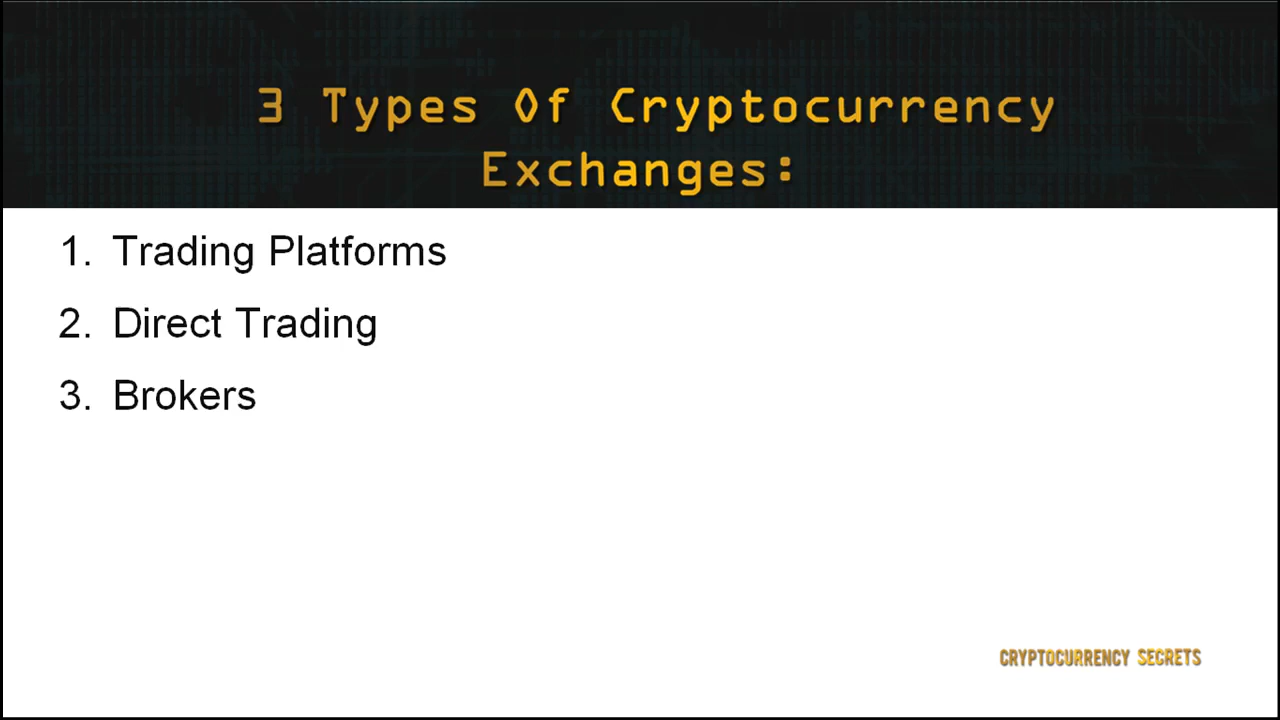 3 Types Of Cryptocurrency
Exchanges:
1. Trading Platforms
2. Direct Trading
3. Brokers
CRYPTOCURRENCY SECRETS